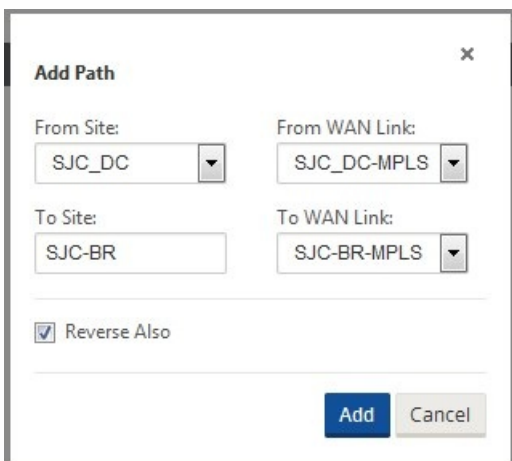 Add Path
From Site: From WAN Link:
SJC_DC SJC_DC-MPLS
To Site: To WAN Link:
SJC-BR SJC-BR-MPLS
Reverse Also
Add Cancel